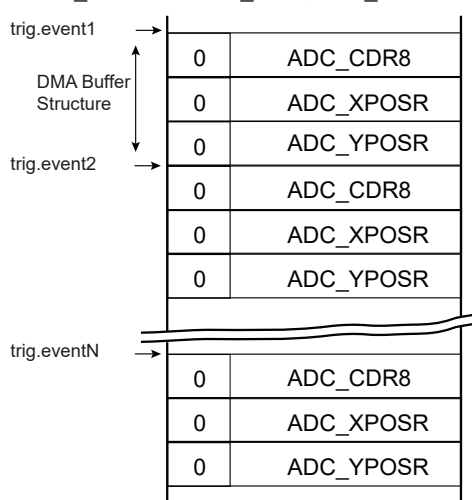 trig.event1
0 ADC_CDR8
DMA Buffer
Structure
0 ADC_XPOSR
0 ADC_YPOSR
trig.event2
0 ADC_CDR8
0 ADC_XPOSR
0 ADC_YPOSR
trig.eventN
0 ADC_CDR8
0 ADC_XPOSR
0 ADC_YPOSR